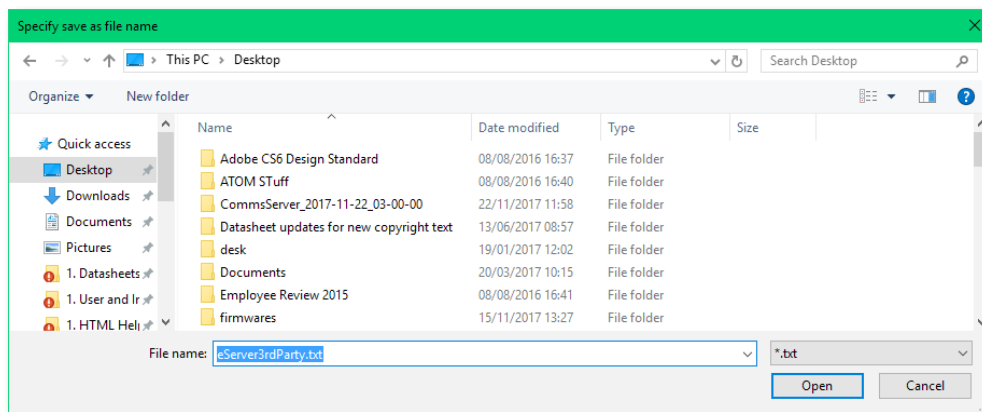 Specify save as file name
This PC > Desktop
Search Desktop
Organize
New folder
Name
Date modified
Type
Size
Quick access
Desktop
Downloads
Documents
Pictures
1. Datasheets
1. User and Ir
1. HTML Hel
Adobe CS6 Design Standard 08/08/2016 16:37 File folder
ATOM STuff 08/08/2016 16:40 File folder
CommsServer_2017-11-22_03-00-00 22/11/2017 11:58 File folder
Datasheet updates for new copyright text 13/06/2017 08:57 File folder
desk 19/01/2017 12:02 File folder
Documents 20/03/2017 10:15 File folder
Employee Review 2015 08/08/2016 16:41 File folder
firmwares 15/11/2017 13:27 File folder
File name: eServer3rdParty.txt
*.txt
Open
Cancel